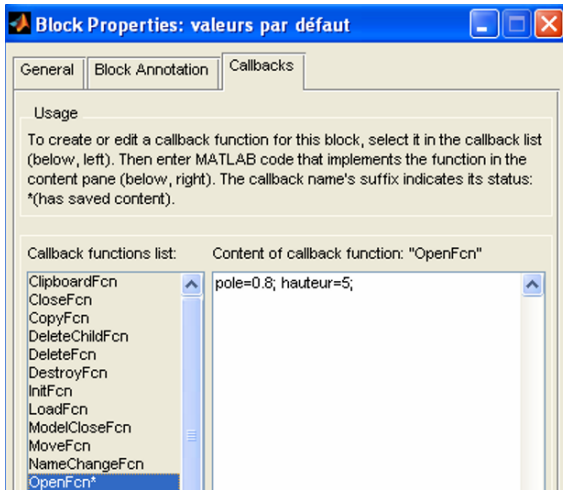 Block Properties: valeurs par défaut
General Block Annotation Callbacks
Usage
To create or edit a callback function for this block, select it in the callback list
(below, left). Then enter MATLAB code that implements the function in the
content pane (below, right). The callback name's suffix indicates its status:
*(has saved content).
Callback functions list: Content of callback function: "OpenFcn"
ClipboardFcn pole=0.8; hauteur=5;
CloseFcn
CopyFcn
DeleteChildFcn
DeleteFcn
DestroyFcn
InitFcn
LoadFcn
ModelCloseFcn
MoveFcn
NameChangeFcn
OpenFcn*